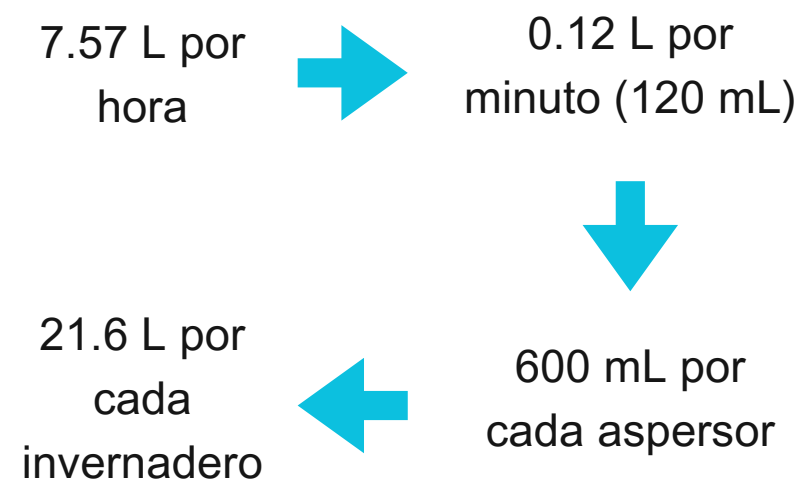 7.57 L por
hora
0.12 L por
minuto (120 mL)
600 mL por
cada aspersor
21.6 L por
cada
invernadero